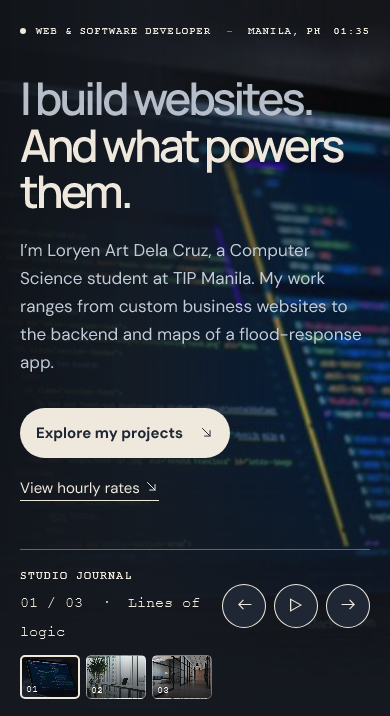 WEB & SOFTWARE DEVELOPER – MANILA, PH 01:35
I build websites.
And what powers
them.
I’m Loryen Art Dela Cruz, a Computer
Science student at TIP Manila. My work
ranges from custom business websites to
the backend and maps of a flood-response
app.
Explore my projects
View hourly rates
STUDIO JOURNAL
01 / 03 · Lines of
logic
01 02 03